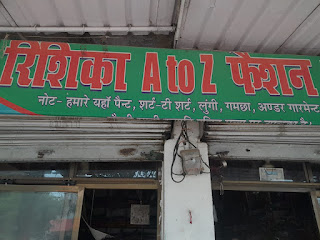 रिशिका A to Z फैशन
नोट- हमारे यहाँ पैन्ट, शर्ट-टी शर्ट, लुंगी, गमछा, अण्डर गारमेन्ट